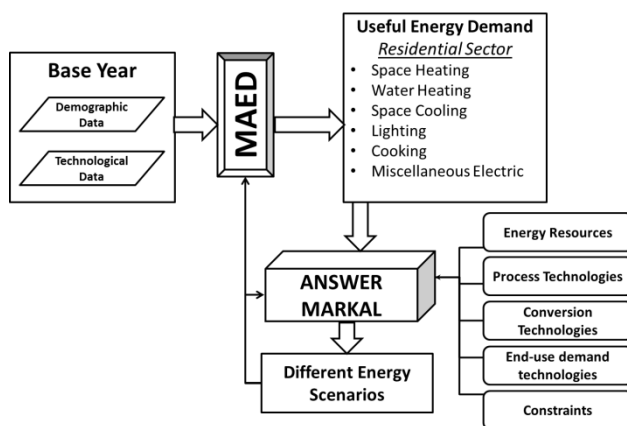 Base Year
Demographic
Data
Technological
Data
MAED
Useful Energy Demand
Residential Sector
• Space Heating
• Water Heating
• Space Cooling
• Lighting
• Cooking
• Miscellaneous Electric
ANSWER
MARKAL
Different Energy
Scenarios
Energy Resources
Process Technologies
Conversion
Technologies
End-use demand
technologies
Constraints